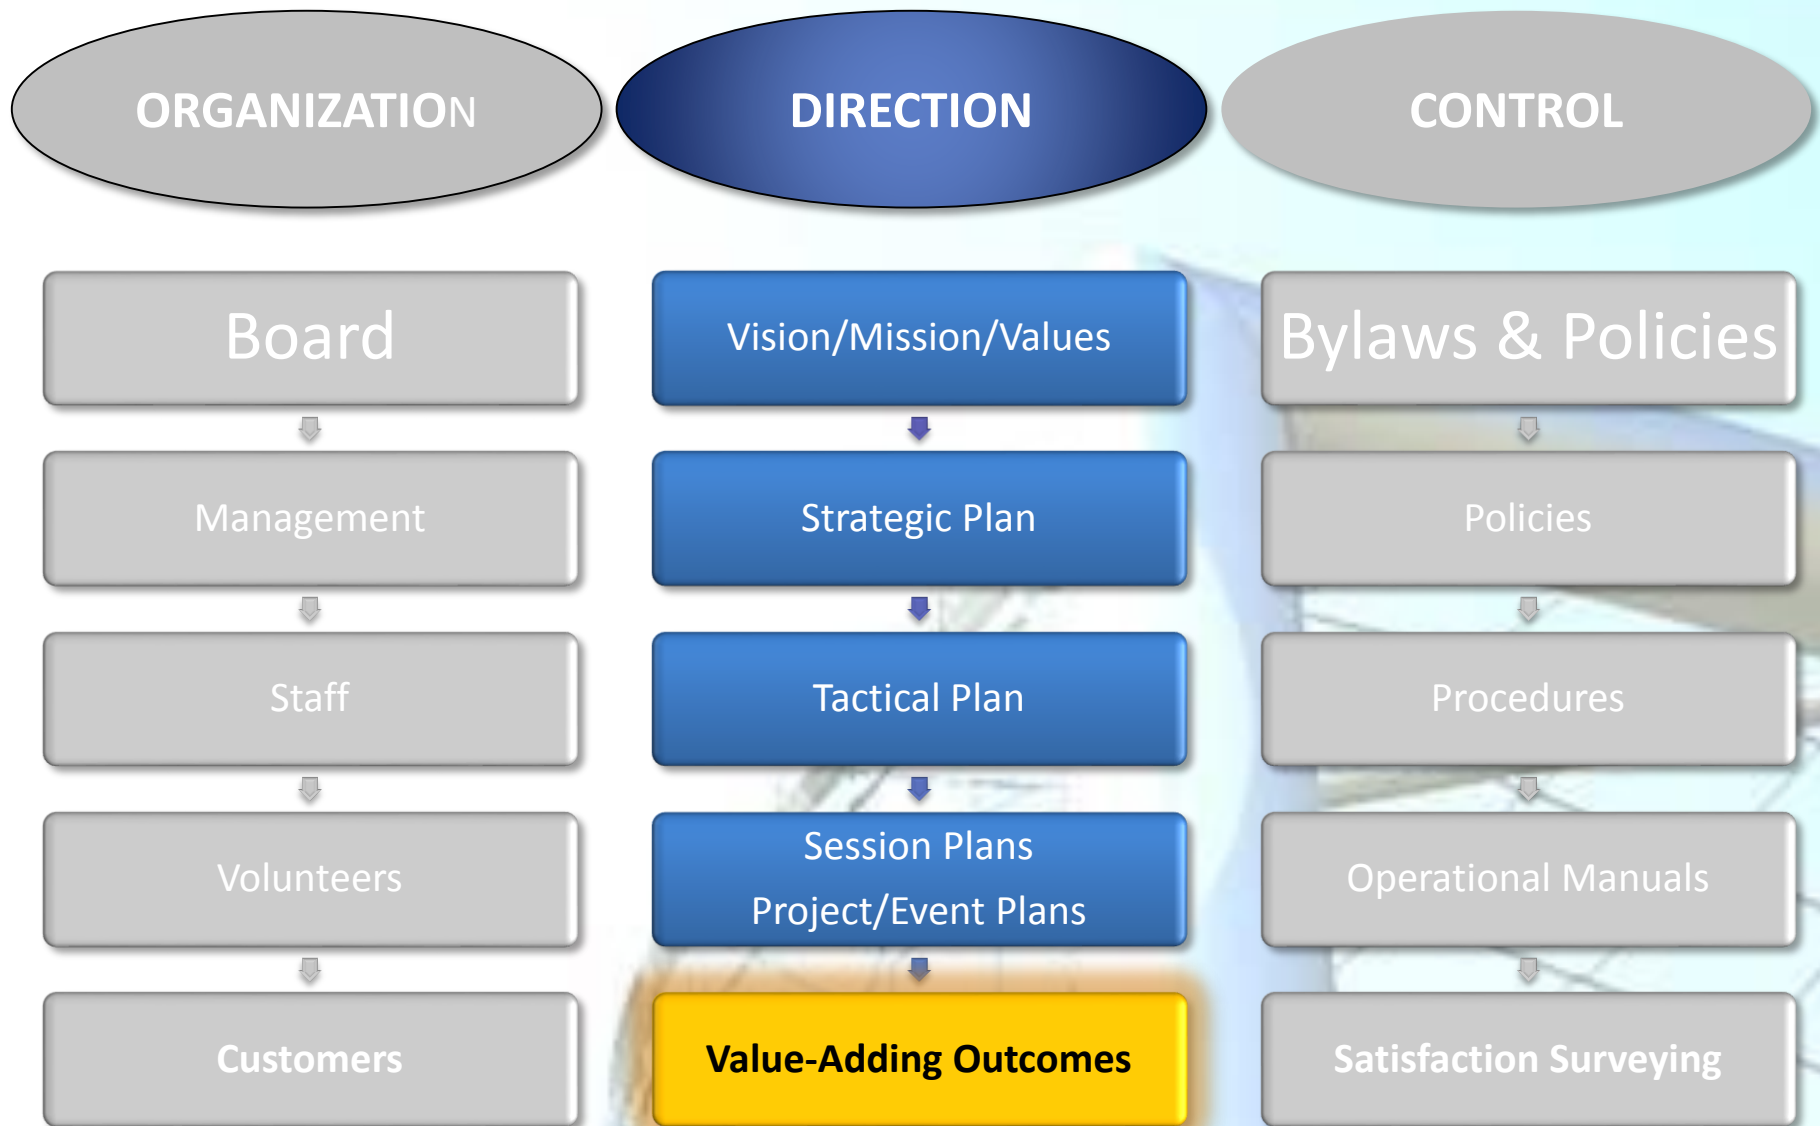 ORGANIZATION
DIRECTION
CONTROL
Board
Vision/Mission/Values
Bylaws & Policies
Management
Strategic Plan
Policies
Staff
Tactical Plan
Procedures
Volunteers
Session Plans
Project/Event Plans
Operational Manuals
Customers
Value-Adding Outcomes
Satisfaction Surveying